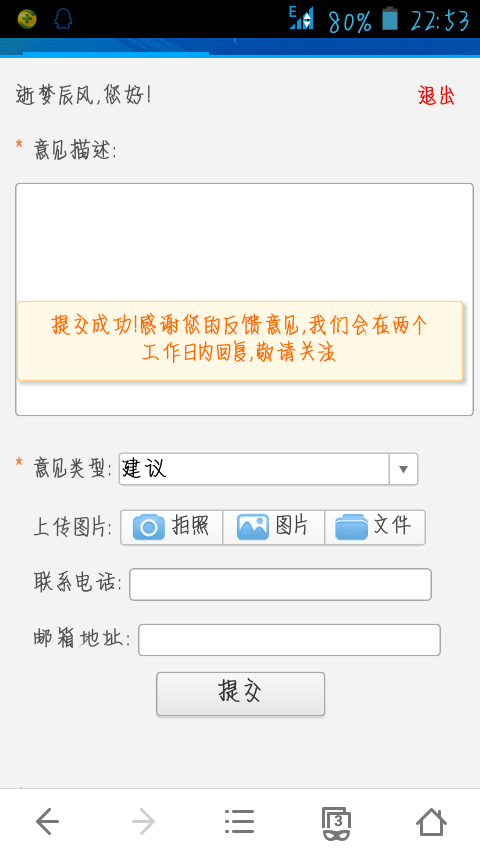 E 80% 22:53
逝梦辰风,您好! 退出
* 意见描述:
提交成功!感谢您的反馈意见,我们会在两个
工作日内回复,敬请关注
* 意见类型: 建议
上传图片: 拍照 图片 文件
联系电话:
邮箱地址:
提交
3